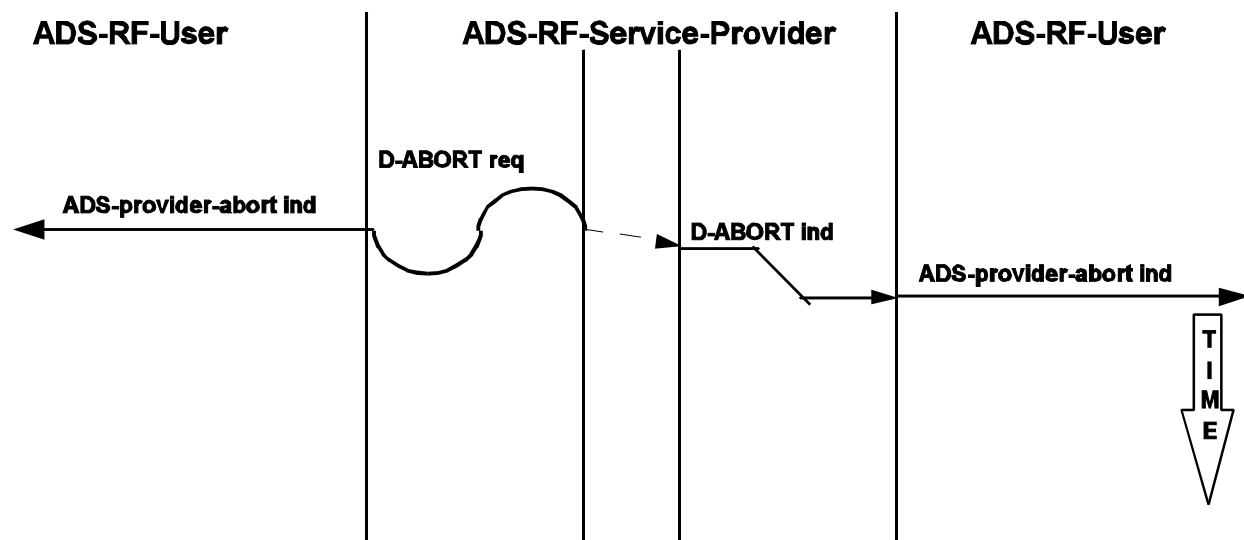 ADS-RF-User
ADS-RF-Service-Provider
ADS-RF-User
D-ABORT req
ADS-provider-abort ind
D-ABORT ind
ADS-provider-abort ind
T
I
M
E